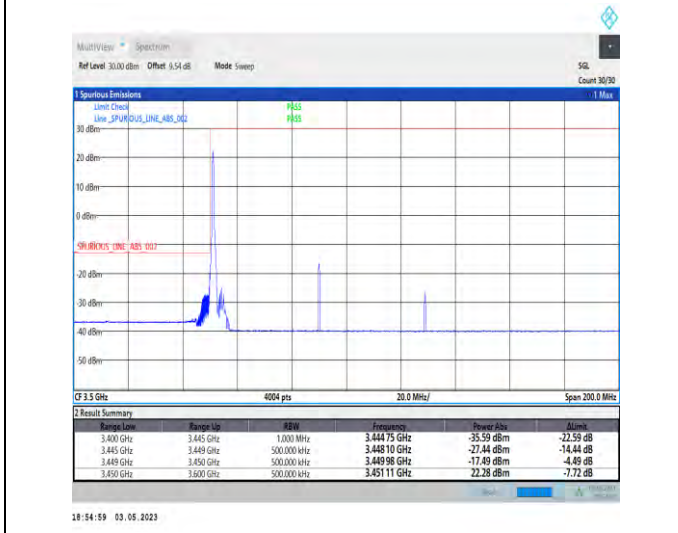 MultiView Spectrum
Ref Level 30.00 dBm Offset 9.54 dB Mode Sweep SGL
Count 30/30
1 Spurious Emissions 1 Max
Limit Check PASS
Line _SPURIOUS_LINE_ABS_002 PASS
30 dBm
20 dBm
10 dBm
0 dBm
_SPURIOUS_LINE_ABS_002
-20 dBm
-30 dBm
-40 dBm
-50 dBm
CF 3.5 GHz 4004 pts 20.0 MHz/ Span 200.0 MHz
2 Result Summary
Range Low Range Up RBW Frequency Power Abs ΔLimit
3.400 GHz 3.445 GHz 1.000 MHz 3.444 75 GHz -35.59 dBm -22.59 dB
3.445 GHz 3.449 GHz 500.000 kHz 3.448 10 GHz -27.44 dBm -14.44 dB
3.449 GHz 3.450 GHz 500.000 kHz 3.449 98 GHz -17.49 dBm -4.49 dB
3.450 GHz 3.600 GHz 500.000 kHz 3.451 11 GHz 22.28 dBm -7.72 dB
18:54:59 03.05.2023